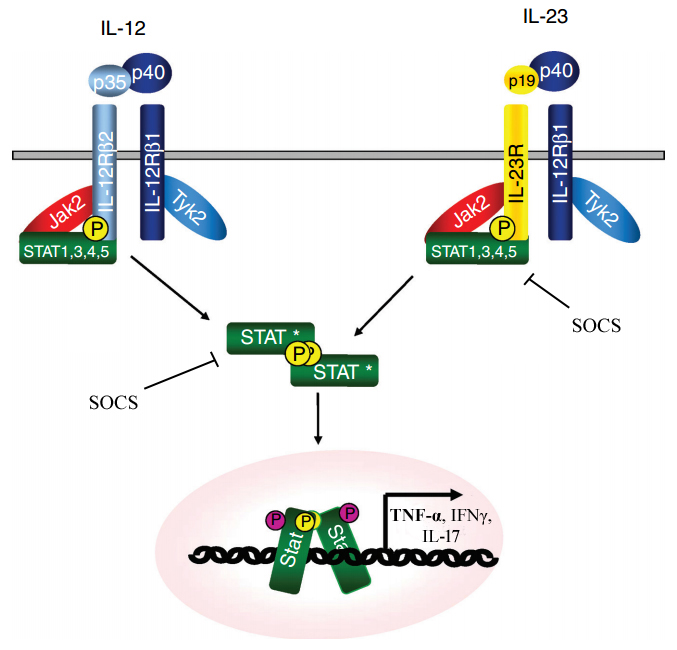 IL-12
IL-23
p35
p40
p19
p40
IL-12Rβ2
IL-12Rβ1
IL-23R
IL-12Rβ1
Jak2
Tyk2
Jak2
Tyk2
P
P
STAT1,3,4,5
STAT1,3,4,5
SOCS
STAT *
P
P
STAT *
SOCS
P
P
P
TNF-α, IFNγ,
IL-17
Stat
Stat